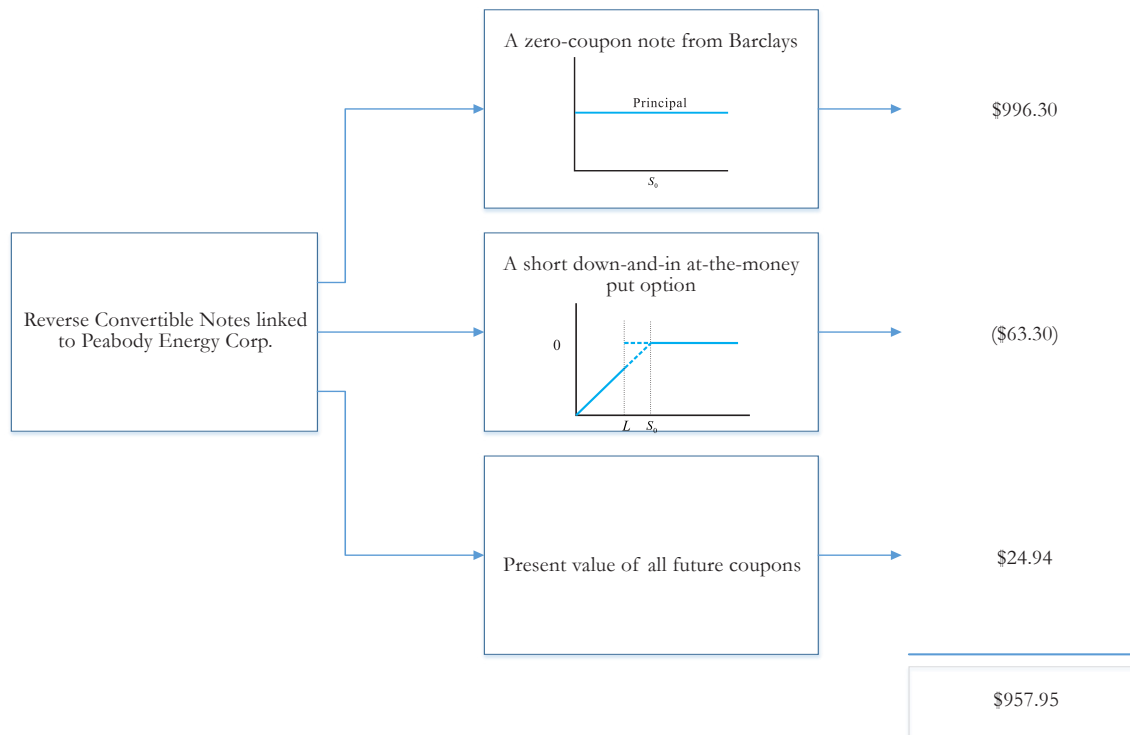 A zero-coupon note from Barclays
Principal
S₀
$996.30
Reverse Convertible Notes linked
to Peabody Energy Corp.
A short down-and-in at-the-money
put option
0
L S₀
($63.30)
Present value of all future coupons
$24.94
$957.95